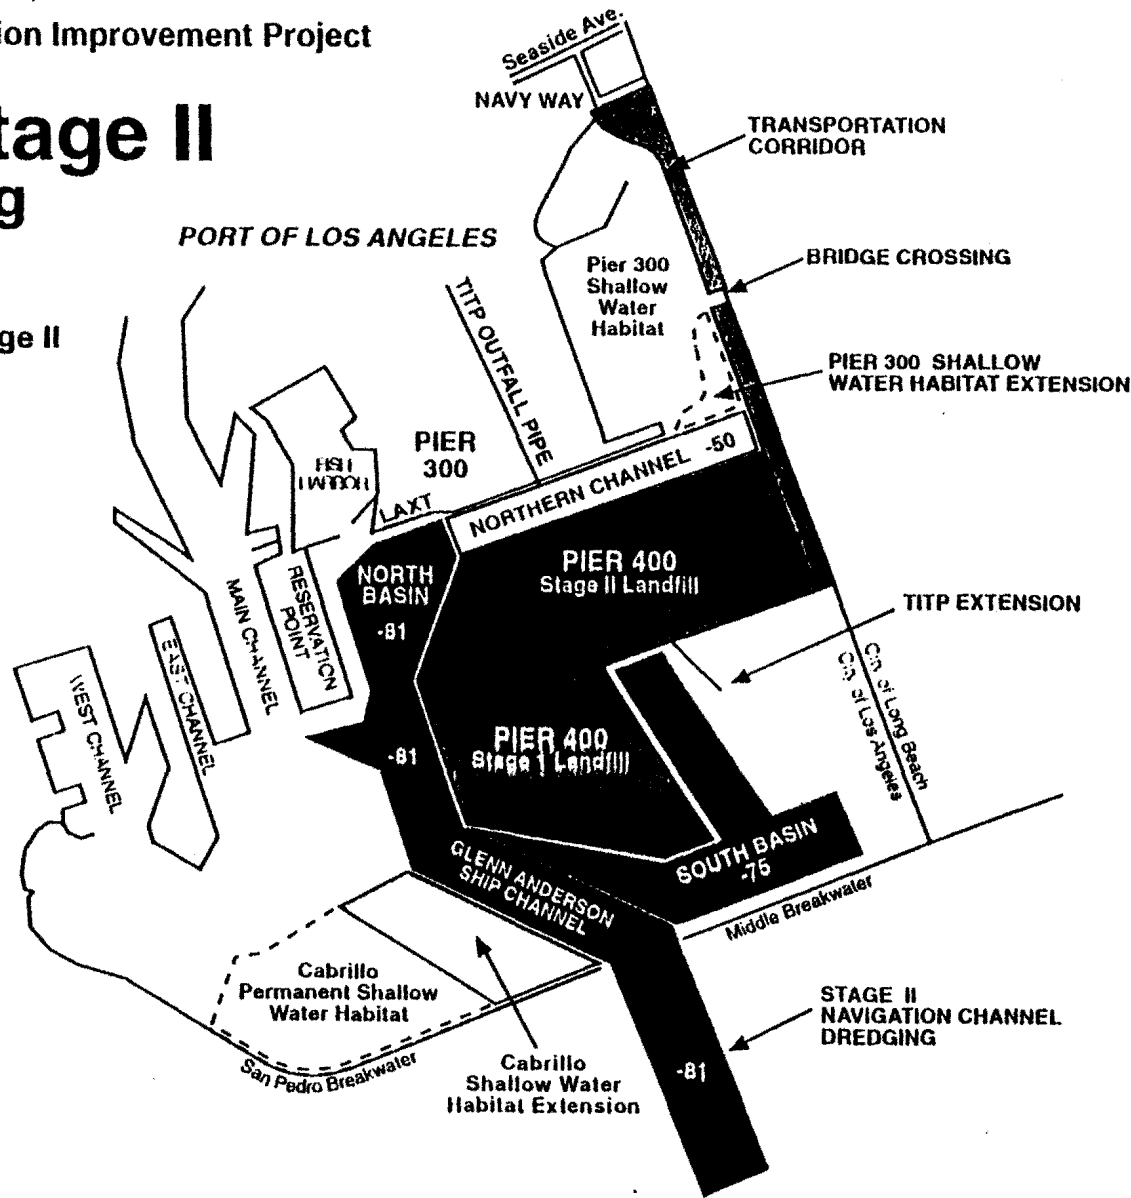 ion Improvement Project
tage II
g
ge II
Seaside Ave.
NAVY WAY
TRANSPORTATION
CORRIDOR
PORT OF LOS ANGELES
BRIDGE CROSSING
Pier 300
Shallow
Water
Habitat
TITP OUTFALL PIPE
PIER 300 SHALLOW
WATER HABITAT EXTENSION
PIER
300
FISH
LAXT
NORTHERN CHANNEL -50
PIER 400
Stage II Landfill
NORTH
BASIN
-81
RESERVATION
POINT
MAIN CHANNEL
EAST CHANNEL
WEST CHANNEL
TITP EXTENSION
City of Long Beach
City of Los Angeles
-81
PIER 400
Stage 1 Landfill
GLENN ANDERSON
SHIP CHANNEL
SOUTH BASIN
-75
Middle Breakwater
Cabrillo
Permanent Shallow
Water Habitat
San Pedro Breakwater
Cabrillo
Shallow Water
Habitat Extension
STAGE II
NAVIGATION CHANNEL
DREDGING
-81